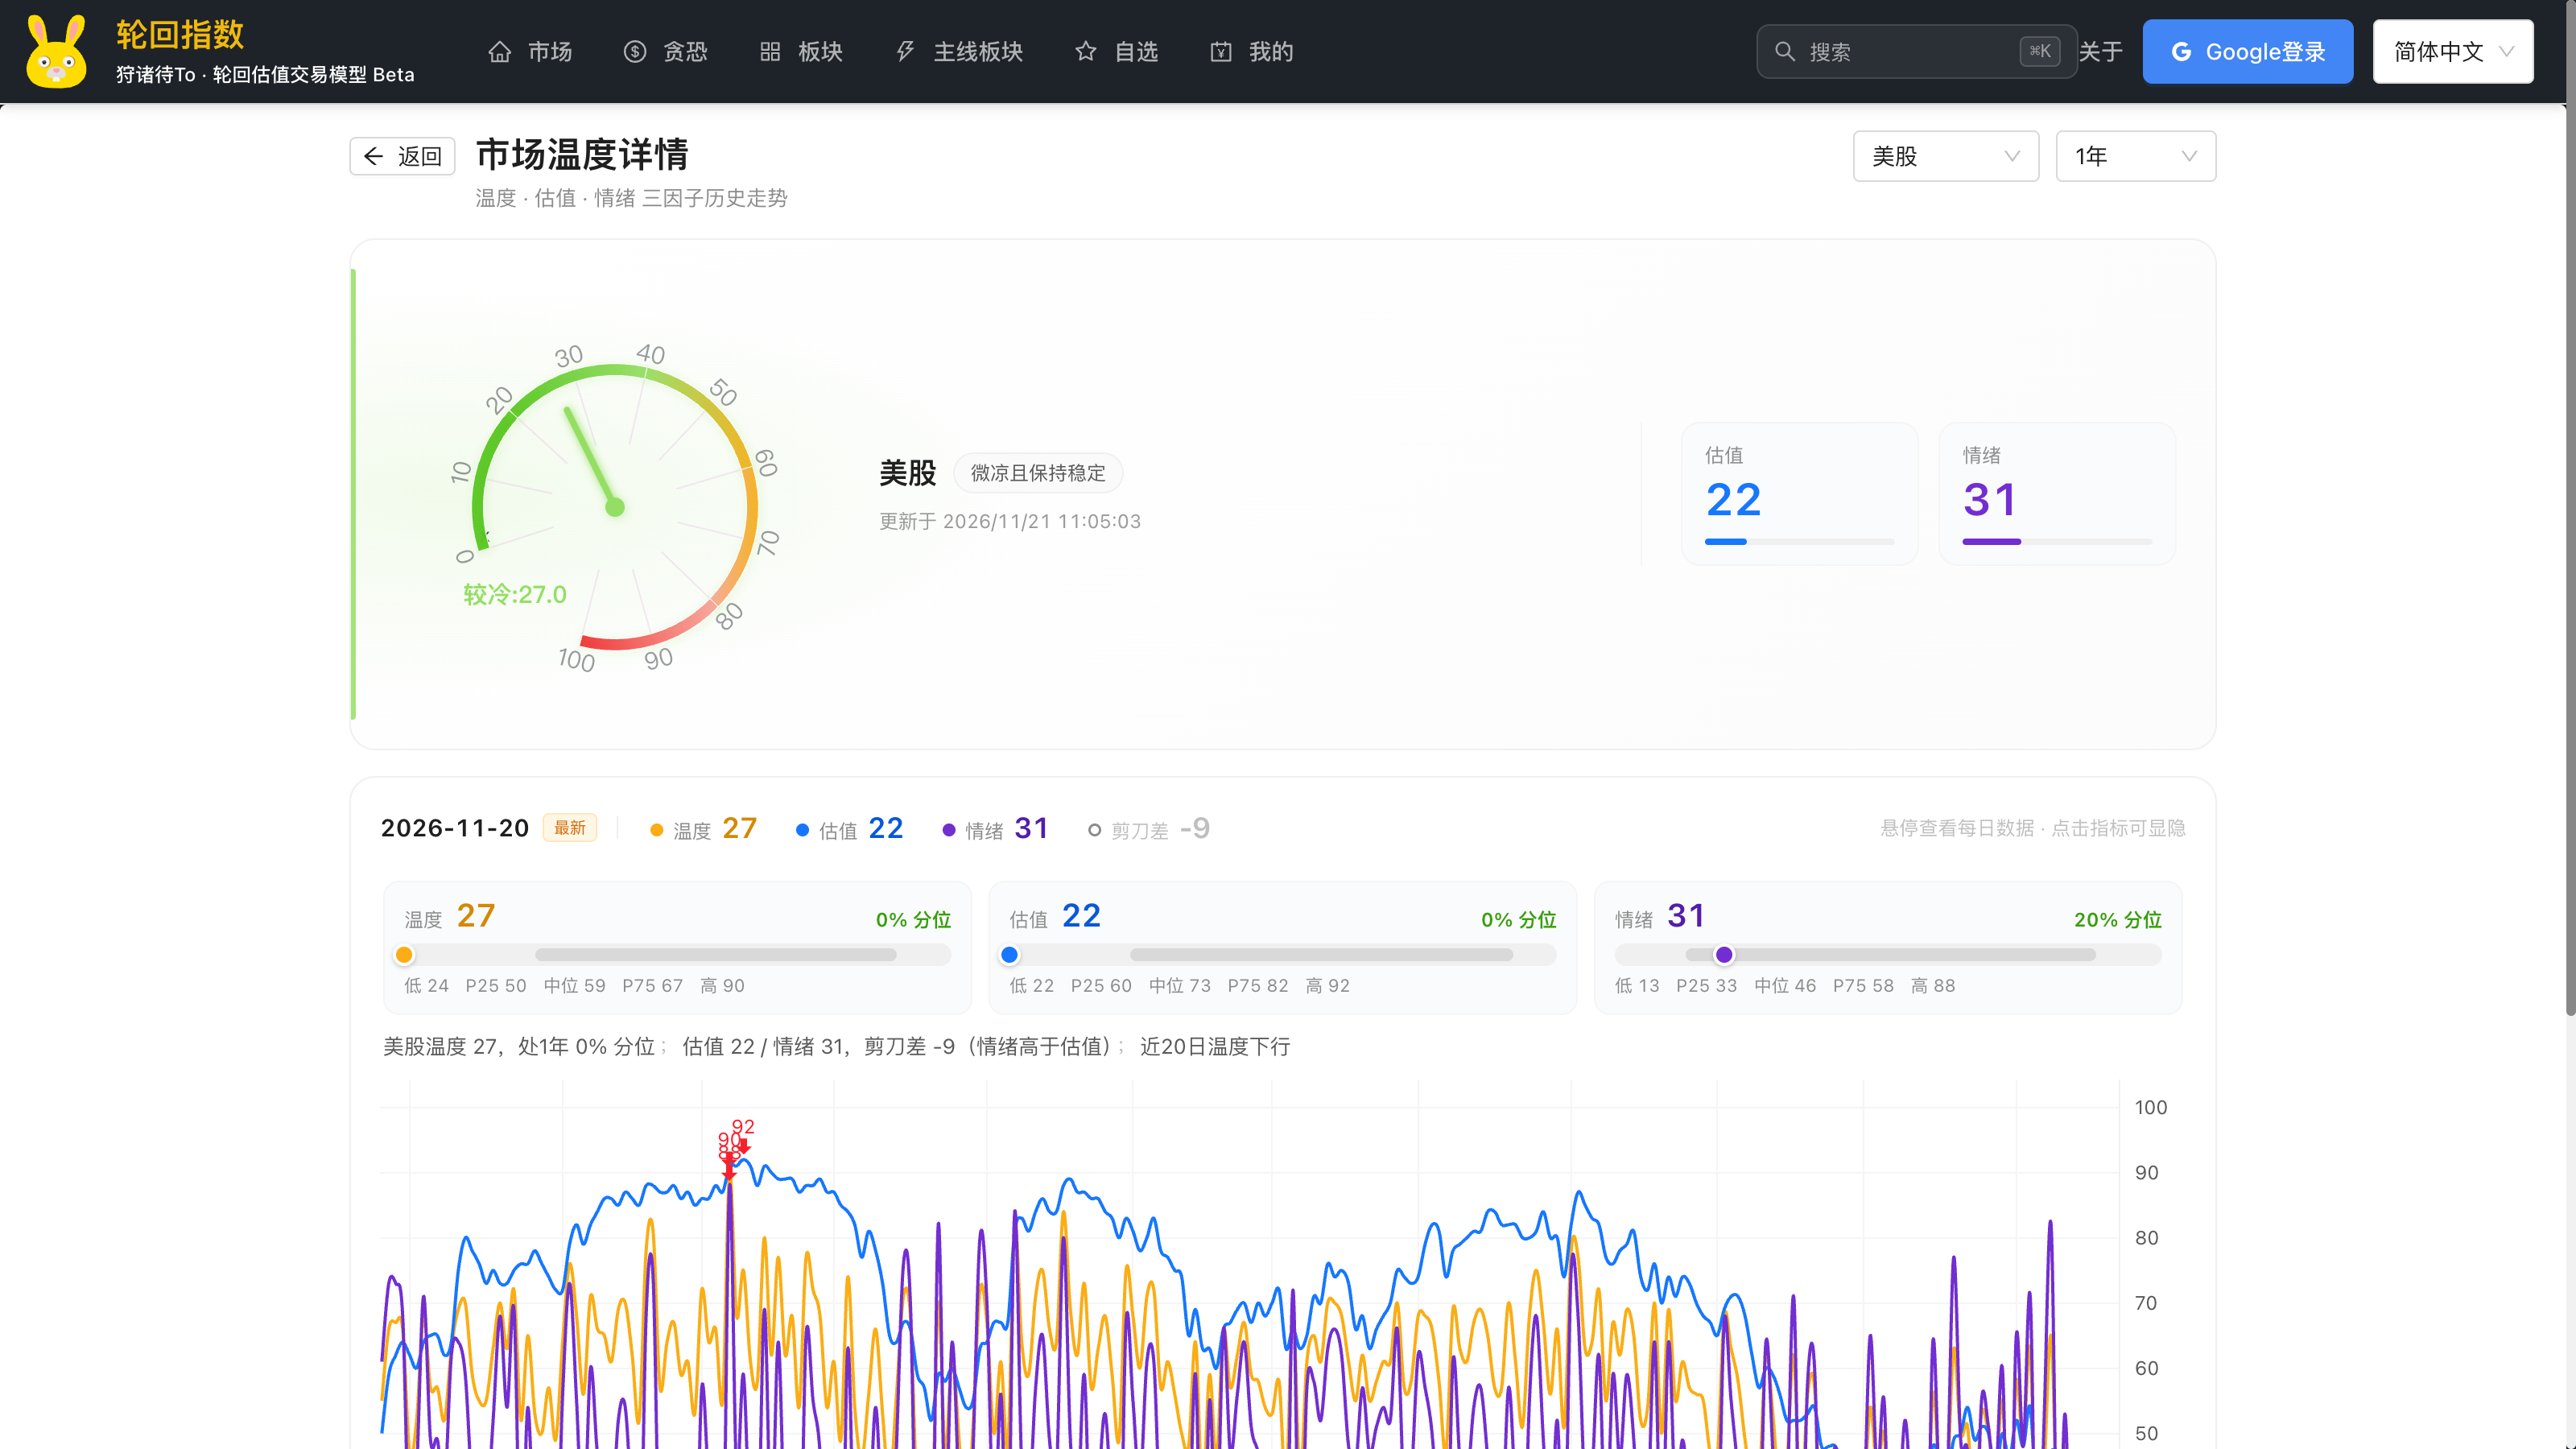 轮回指数
狩诸待To · 轮回估值交易模型 Beta
市场
贪恐
板块
主线板块
自选
我的
搜索
⌘K
关于
Google登录
简体中文
返回
市场温度详情
温度 · 估值 · 情绪 三因子历史走势
美股
1年
0
10
20
30
40
50
60
70
80
90
100
较冷:27.0
美股
微凉且保持稳定
更新于 2026/11/21 11:05:03
估值
22
情绪
31
2026-11-20 最新 温度 27 估值 22 情绪 31 剪刀差 -9
悬停查看每日数据 · 点击指标可显隐
温度 27 0% 分位
低 24 P25 50 中位 59 P75 67 高 90
估值 22 0% 分位
低 22 P25 60 中位 73 P75 82 高 92
情绪 31 20% 分位
低 13 P25 33 中位 46 P75 58 高 88
美股温度 27，处1年 0% 分位； 估值 22 / 情绪 31，剪刀差 -9（情绪高于估值）； 近20日温度下行
92
90
88
100
90
80
70
60
50